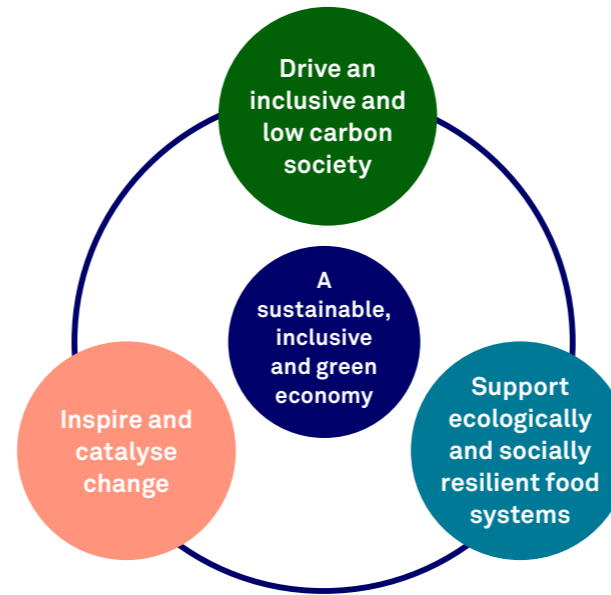 Drive an
inclusive and
low carbon
society
A
sustainable,
inclusive
and green
economy
Inspire and
catalyse
change
Support
ecologically
and socially
resilient food
systems